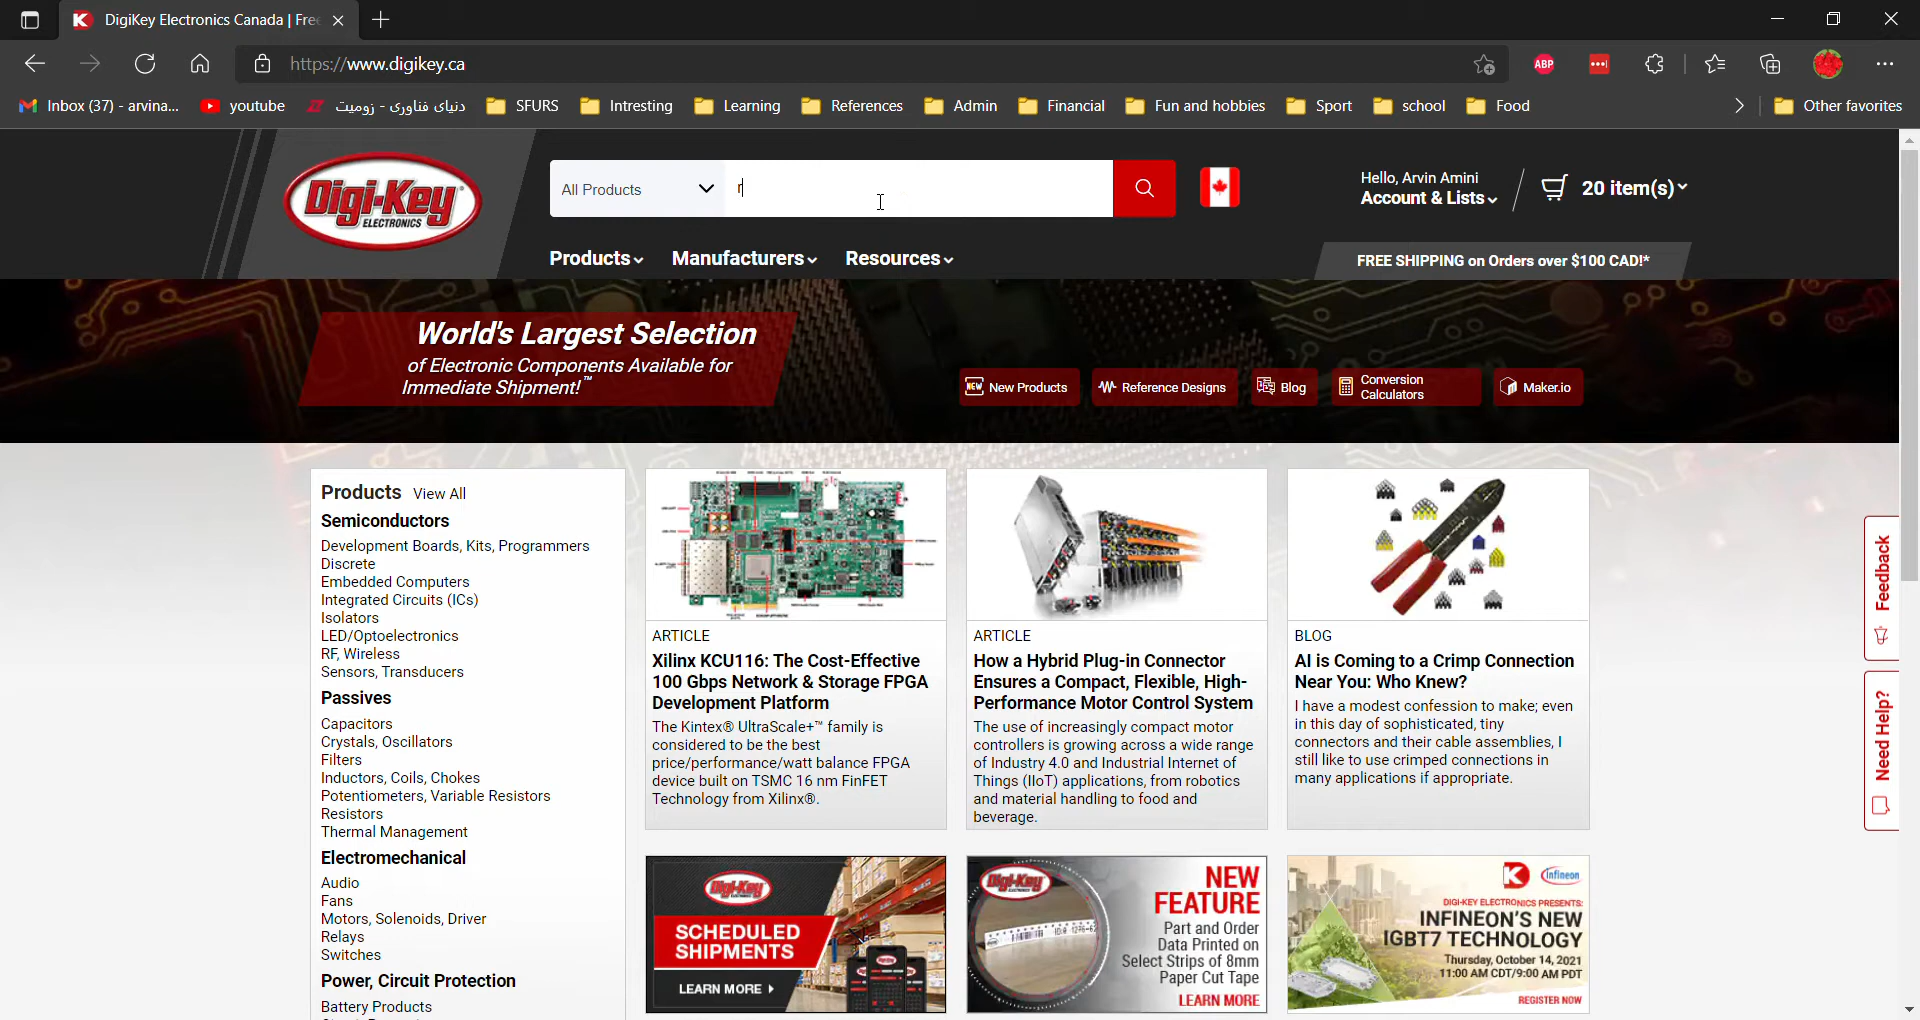 DigiKey Electronics Canada | Fre
https://www.digikey.ca
ABP
Inbox (37) - arvina...
youtube
دنیای فناوری - زومیت
SFURS
Intresting
Learning
References
Admin
Financial
Fun and hobbies
Sport
school
Food
Other favorites
Digi-Key
ELECTRONICS
All Products
r
Hello, Arvin Amini
Account & Lists
20 item(s)
Products
Manufacturers
Resources
FREE SHIPPING on Orders over $100 CAD!*
World's Largest Selection
of Electronic Components Available for
Immediate Shipment!™
NEW New Products
Reference Designs
Blog
Conversion
Calculators
Maker.io
Products View All
Semiconductors
Development Boards, Kits, Programmers
Discrete
Embedded Computers
Integrated Circuits (ICs)
Isolators
LED/Optoelectronics
RF, Wireless
Sensors, Transducers
Passives
Capacitors
Crystals, Oscillators
Filters
Inductors, Coils, Chokes
Potentiometers, Variable Resistors
Resistors
Thermal Management
Electromechanical
Audio
Fans
Motors, Solenoids, Driver
Relays
Switches
Power, Circuit Protection
Battery Products
ARTICLE
Xilinx KCU116: The Cost-Effective
100 Gbps Network & Storage FPGA
Development Platform
The Kintex® UltraScale+™ family is
considered to be the best
price/performance/watt balance FPGA
device built on TSMC 16 nm FinFET
Technology from Xilinx®.
ARTICLE
How a Hybrid Plug-in Connector
Ensures a Compact, Flexible, High-
Performance Motor Control System
The use of increasingly compact motor
controllers is growing across a wide range
of Industry 4.0 and Industrial Internet of
Things (IIoT) applications, from robotics
and material handling to food and
beverage.
BLOG
AI is Coming to a Crimp Connection
Near You: Who Knew?
I have a modest confession to make; even
in this day of sophisticated, tiny
connectors and their cable assemblies, I
still like to use crimped connections in
many applications if appropriate.
Digi-Key
SCHEDULED
SHIPMENTS
LEARN MORE
Digi-Key
NEW
FEATURE
Part and Order
Data Printed on
Select Strips of 8mm
Paper Cut Tape
LEARN MORE
Infineon
DIGI-KEY ELECTRONICS PRESENTS:
INFINEON'S NEW
IGBT7 TECHNOLOGY
Thursday, October 14, 2021
11:00 AM CDT/9:00 AM PDT
REGISTER NOW
Feedback
Need Help?